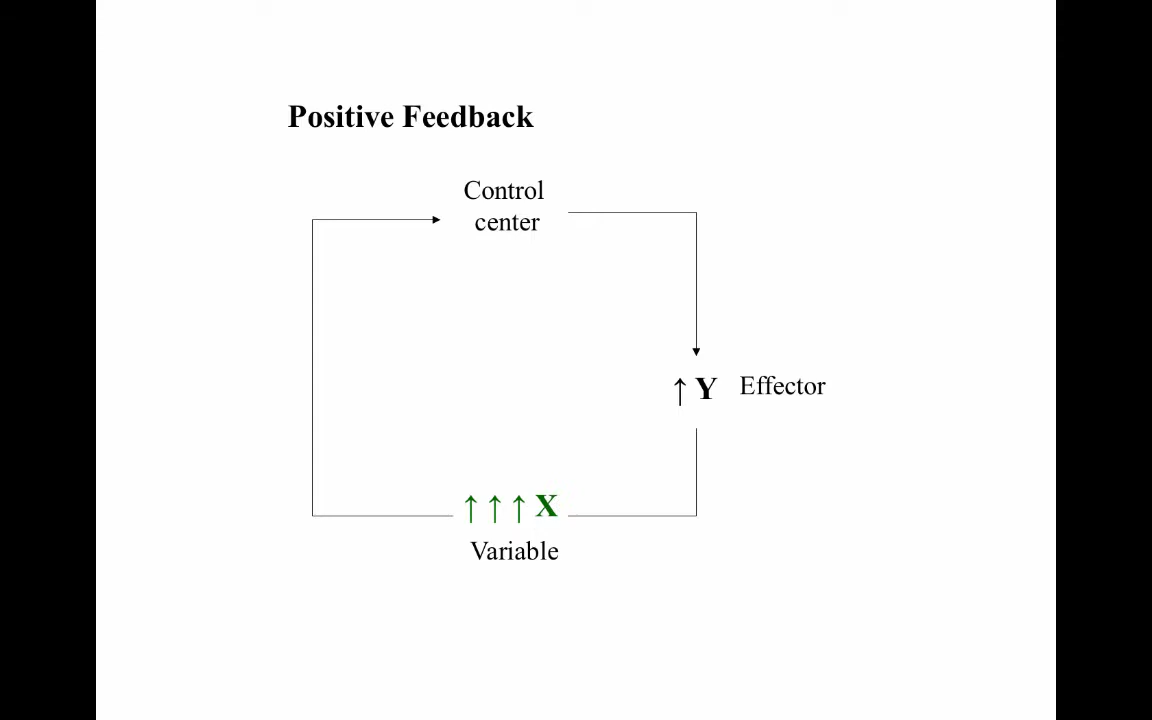 Positive Feedback
Control
center
↑ Y Effector
↑ ↑ ↑ X
Variable